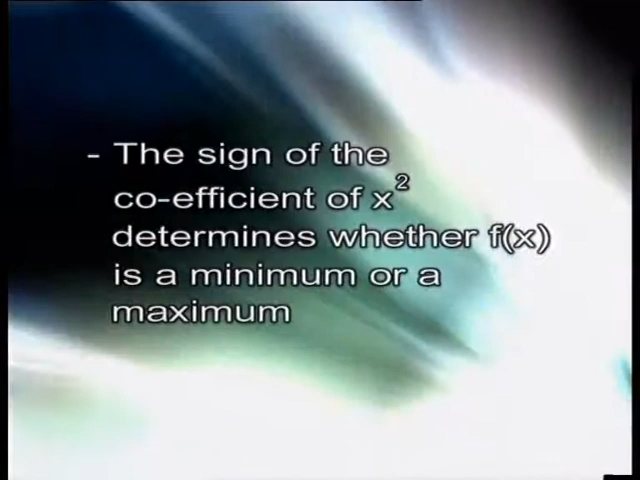 - The sign of the
co-efficient of x²
determines whether f(x)
is a minimum or a
maximum